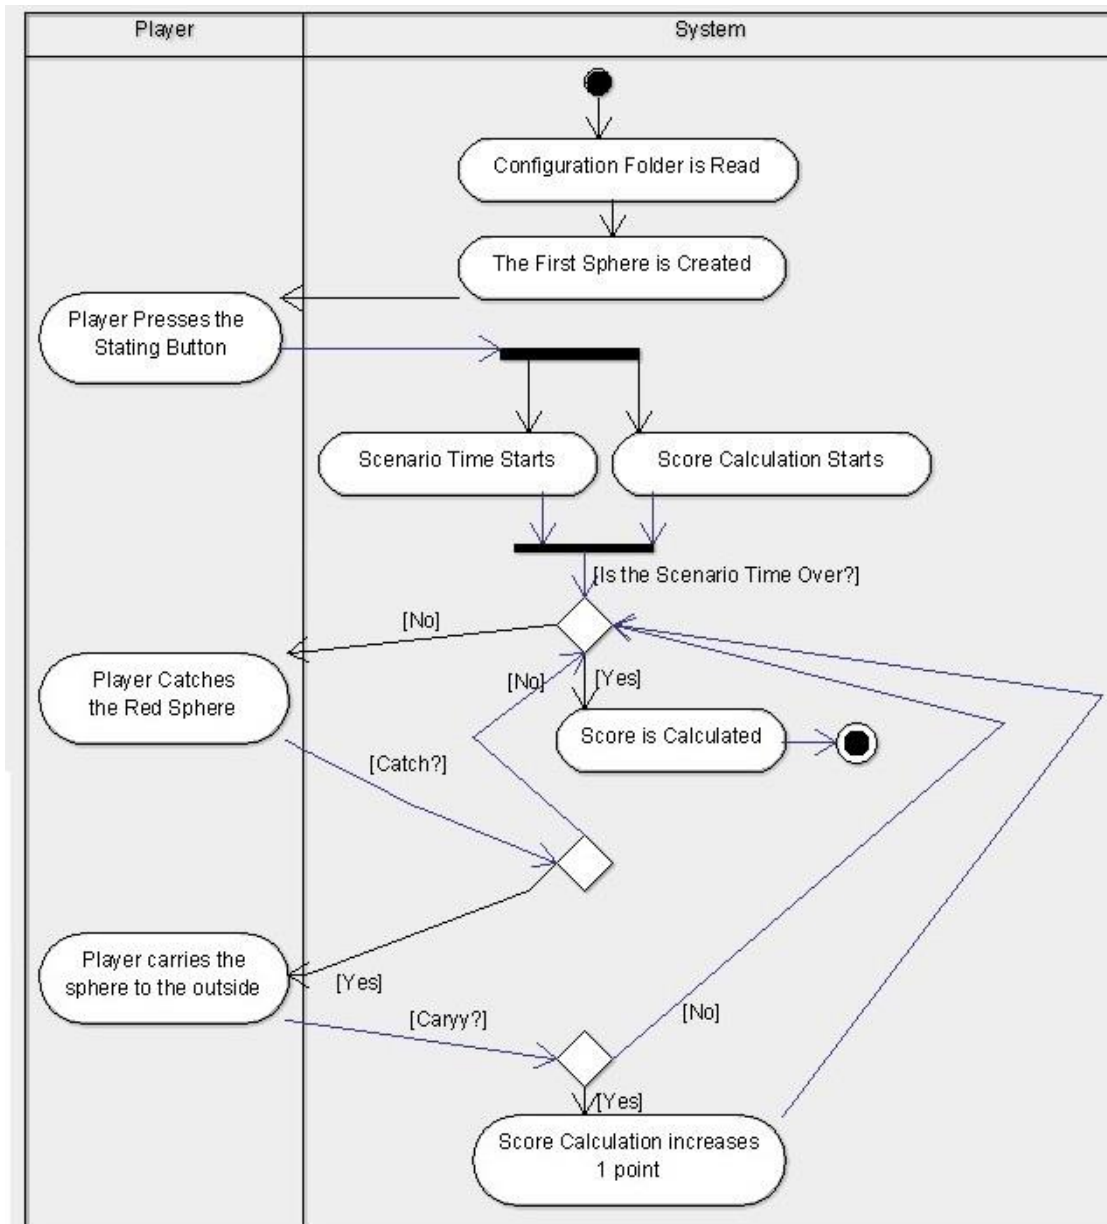 Player
System
Configuration Folder is Read
The First Sphere is Created
Player Presses the
Stating Button
Scenario Time Starts
Score Calculation Starts
[Is the Scenario Time Over?]
[No]
Player Catches
the Red Sphere
[No]
[Yes]
Score is Calculated
[Catch?]
Player carries the
sphere to the outside
[Yes]
[Caryy?]
[No]
[Yes]
Score Calculation increases
1 point